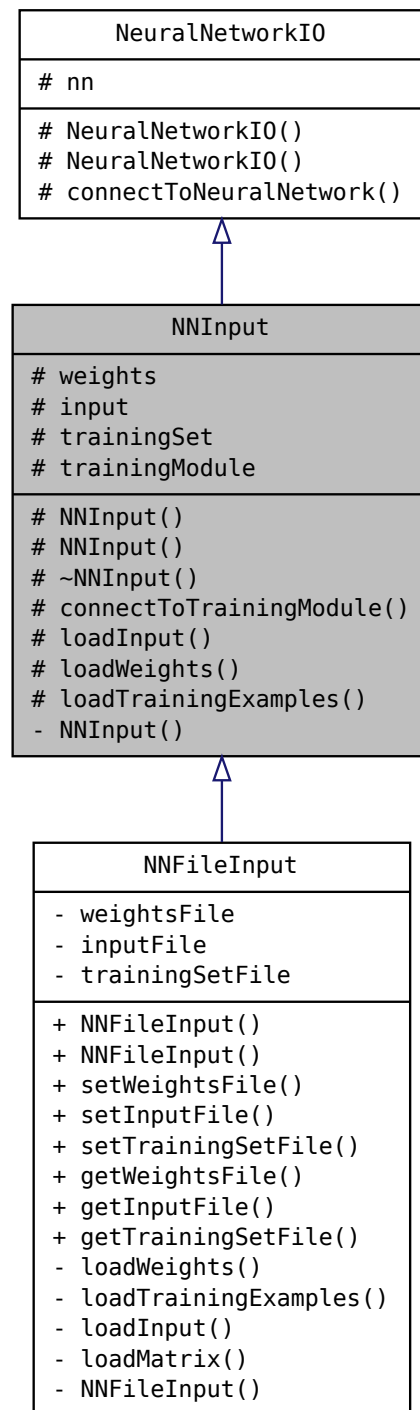 NeuralNetworkIO
# nn
# NeuralNetworkIO()
# NeuralNetworkIO()
# connectToNeuralNetwork()
NNInput
# weights
# input
# trainingSet
# trainingModule
# NNInput()
# NNInput()
# ~NNInput()
# connectToTrainingModule()
# loadInput()
# loadWeights()
# loadTrainingExamples()
- NNInput()
NNFileInput
- weightsFile
- inputFile
- trainingSetFile
+ NNFileInput()
+ NNFileInput()
+ setWeightsFile()
+ setInputFile()
+ setTrainingSetFile()
+ getWeightsFile()
+ getInputFile()
+ getTrainingSetFile()
- loadWeights()
- loadTrainingExamples()
- loadInput()
- loadMatrix()
- NNFileInput()